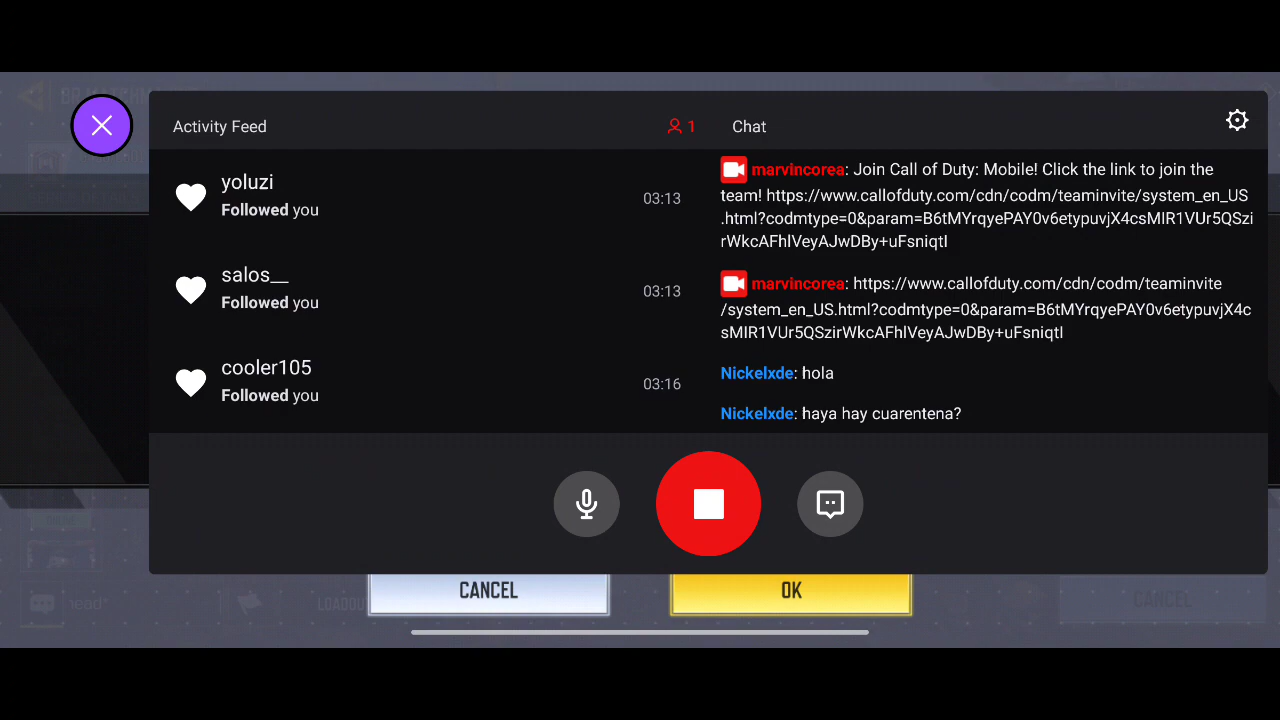 Activity Feed
1
Chat
yoluzi
Followed you
03:13
salos__
Followed you
03:13
cooler105
Followed you
03:16
marvincorea: Join Call of Duty: Mobile! Click the link to join the
team! https://www.callofduty.com/cdn/codm/teaminvite/system_en_US
.html?codmtype=0&param=B6tMYrqyePAY0v6etypuvjX4csMIR1VUr5QSzi
rWkcAFhlVeyAJwDBy+uFsniqtI
marvincorea: https://www.callofduty.com/cdn/codm/teaminvite
/system_en_US.html?codmtype=0&param=B6tMYrqyePAY0v6etypuvjX4c
sMIR1VUr5QSzirWkcAFhlVeyAJwDBy+uFsniqtI
Nickelxde: hola
Nickelxde: haya hay cuarentena?
CANCEL
OK
CANCEL